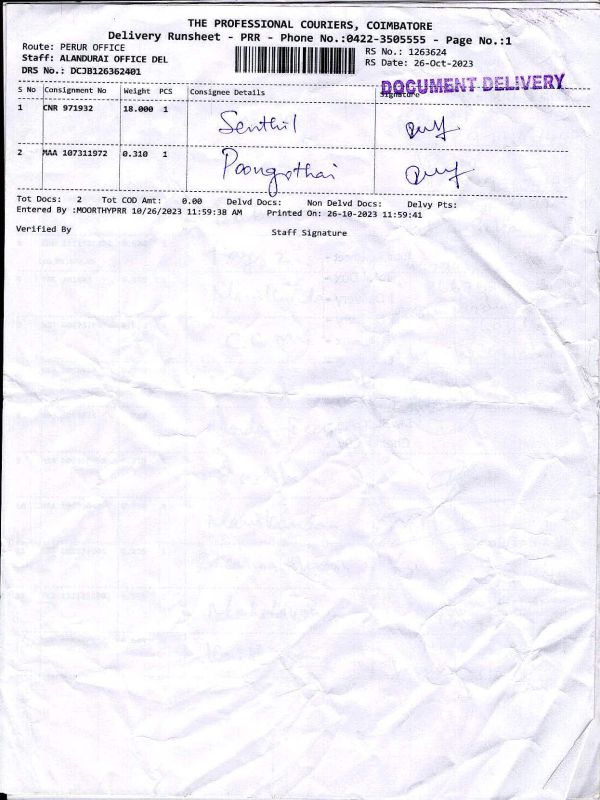 THE PROFESSIONAL COURIERS, COIMBATORE
Delivery Runsheet - PRR - Phone No.:0422-3505555 - Page No.:1
Route: PERUR OFFICE
RS No.: 1263624
Staff: ALANDURAI OFFICE DEL
RS Date: 26-Oct-2023
DRS No.: DCJB126362401
DOCUMENT DELIVERY
S No Consignment No Weight PCS Consignee Details Signature
1 CNR 971932 18.000 1 Senthil
2 MAA 107311972 0.310 1 Poongothai
Tot Docs: 2 Tot COD Amt: 0.00 Delvd Docs: Non Delvd Docs: Delvy Pts:
Entered By :MOORTHYPRR 10/26/2023 11:59:38 AM Printed On: 26-10-2023 11:59:41
Verified By Staff Signature